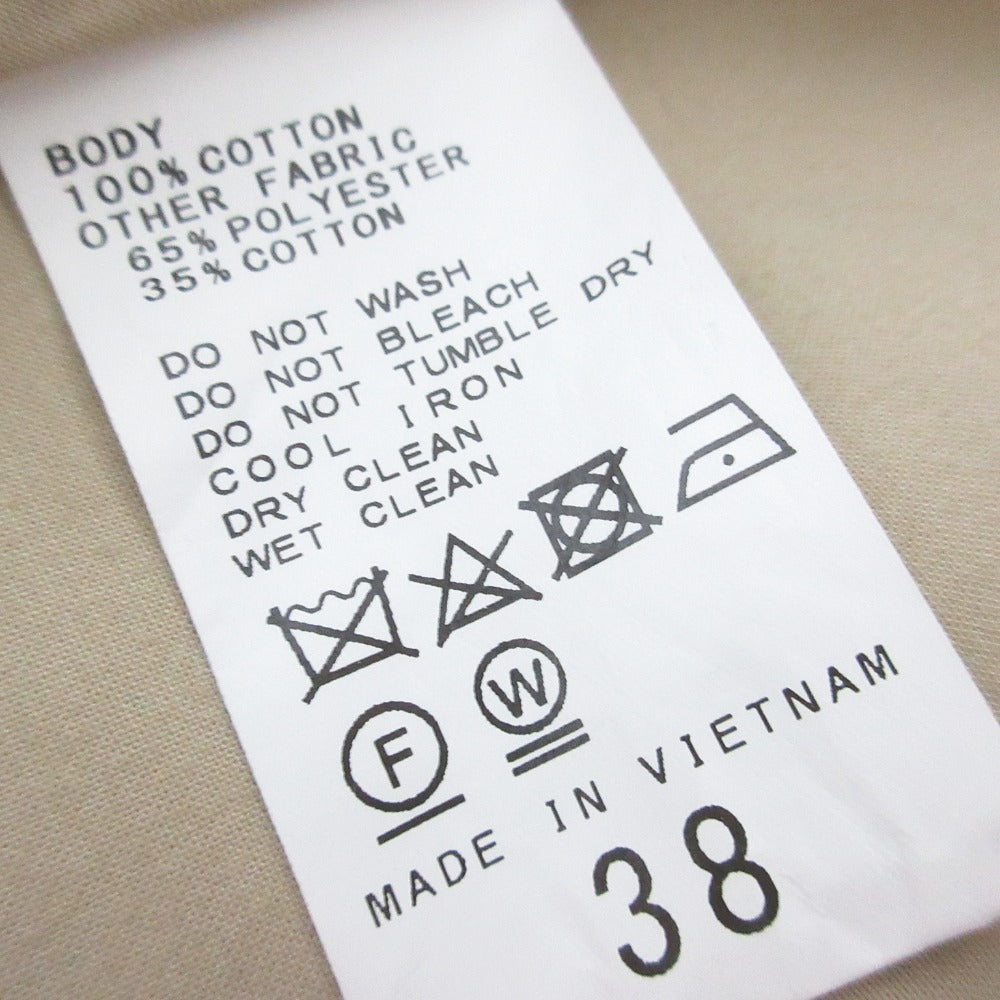 BODY
100% COTTON
OTHER FABRIC
65% POLYESTER
35% COTTON
DO NOT WASH
DO NOT BLEACH
DO NOT TUMBLE DRY
COOL IRON
DRY CLEAN
WET CLEAN
F W
MADE IN VIETNAM
38